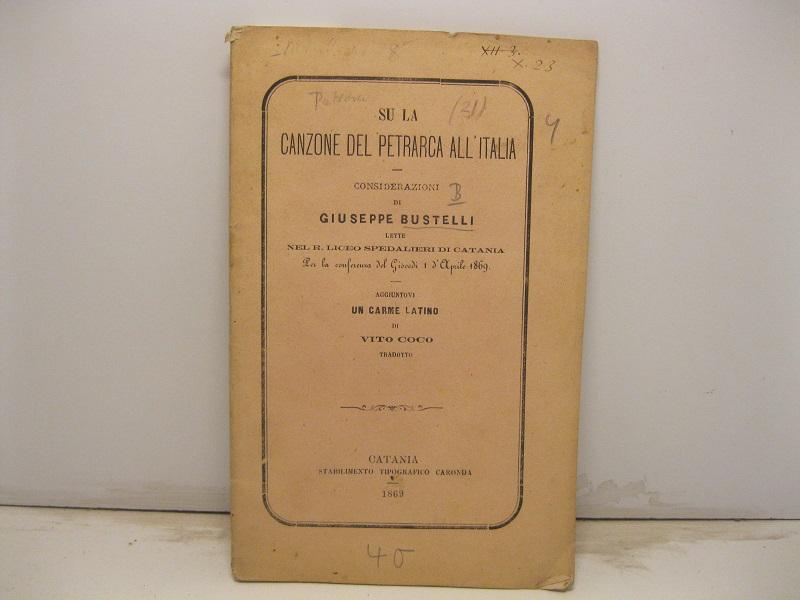 XII 3.
X. 23
4
SU LA
CANZONE DEL PETRARCA ALL'ITALIA
CONSIDERAZIONI
B
DI
GIUSEPPE BUSTELLI
LETTE
NEL R. LICEO SPEDALIERI DI CATANIA
Per la conferenza del Giovedì 1 d'Aprile 1869.
AGGIUNTOVI
UN CARME LATINO
DI
VITO COCO
TRADOTTO
CATANIA
STABILIMENTO TIPOGRAFICO CARONDA
1869
40